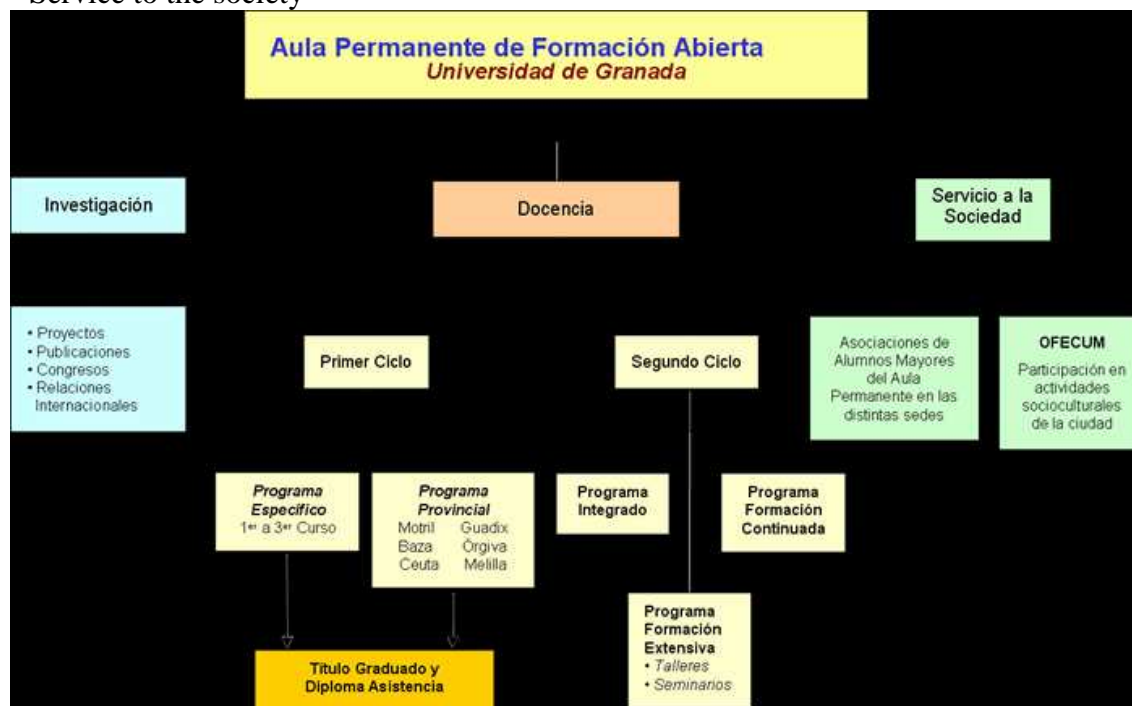 Service to the society
Aula Permanente de Formación Abierta
Universidad de Granada
Investigación
Docencia
Servicio a la
Sociedad
• Proyectos
• Publicaciones
• Congresos
• Relaciones
Internacionales
Primer Ciclo
Segundo Ciclo
Asociaciones de
Alumnos Mayores
del Aula
Permanente en las
distintas sedes
OFECUM
Participación en
actividades
socioculturales
de la ciudad
Programa
Específico
1er a 3er Curso
Programa
Provincial
Motril Guadix
Baza Órgiva
Ceuta Melilla
Programa
Integrado
Programa
Formación
Continuada
Programa
Formación
Extensiva
• Talleres
• Seminarios
Título Graduado y
Diploma Asistencia